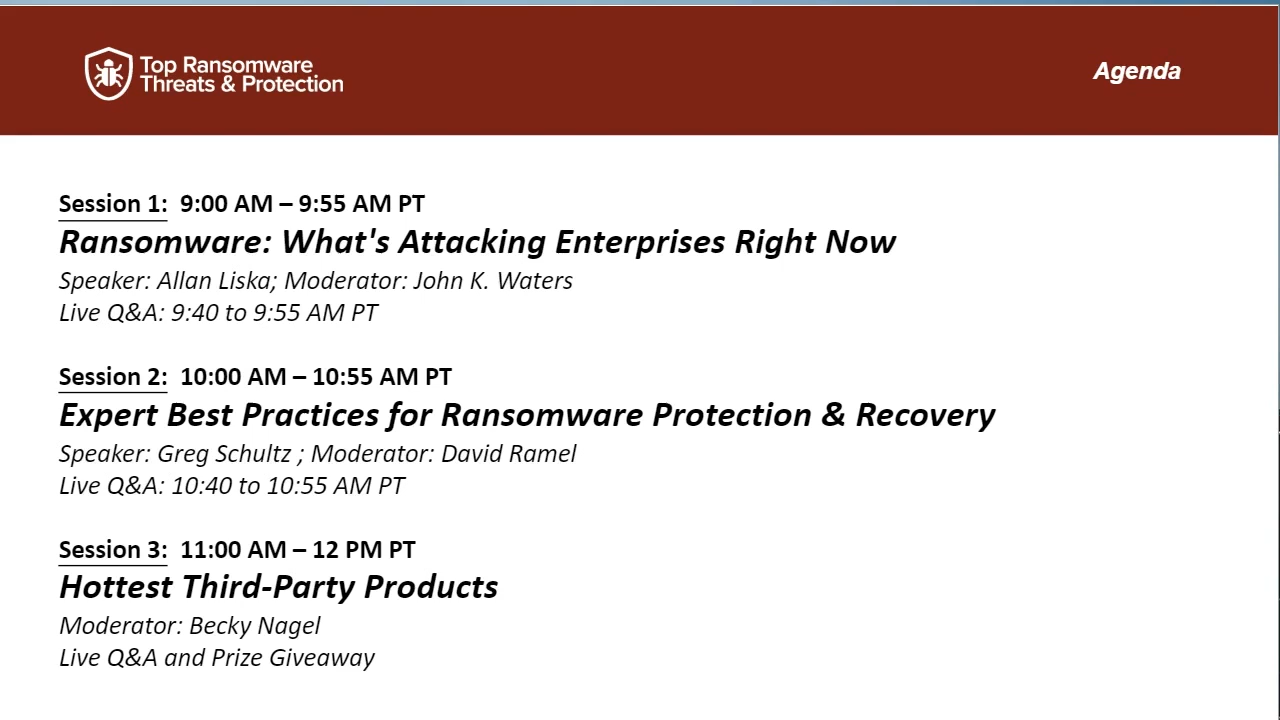 Top Ransomware
Threats & Protection
Agenda
Session 1:  9:00 AM – 9:55 AM PT
Ransomware: What's Attacking Enterprises Right Now
Speaker: Allan Liska; Moderator: John K. Waters
Live Q&A: 9:40 to 9:55 AM PT
Session 2:  10:00 AM – 10:55 AM PT
Expert Best Practices for Ransomware Protection & Recovery
Speaker: Greg Schultz ; Moderator: David Ramel
Live Q&A: 10:40 to 10:55 AM PT
Session 3:  11:00 AM – 12 PM PT
Hottest Third-Party Products
Moderator: Becky Nagel
Live Q&A and Prize Giveaway